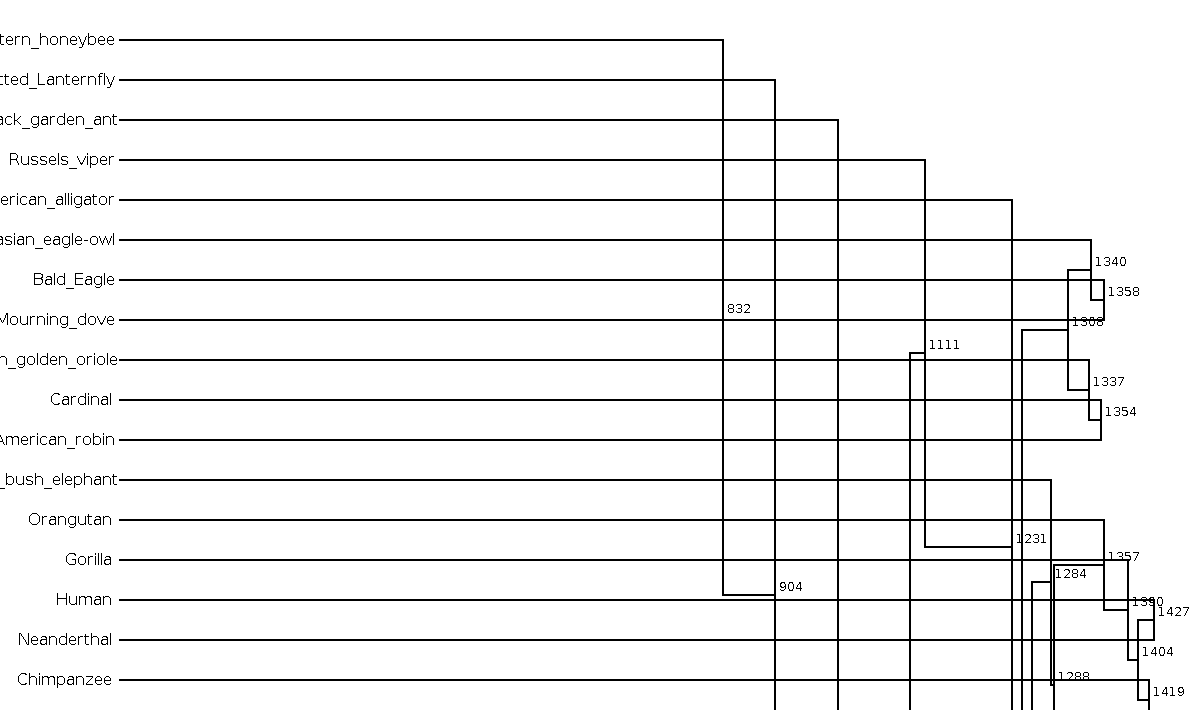 tern_honeybee
tted_Lanternfly
ack_garden_ant
Russels_viper
erican_alligator
asian_eagle-owl
1340
Bald_Eagle
1358
832
Mourning_dove
1308
1111
n_golden_oriole
1337
Cardinal
1354
American_robin
_bush_elephant
Orangutan
1231
1357
Gorilla
1284
904
Human
1390
1427
Neanderthal
1404
1288
Chimpanzee
1419